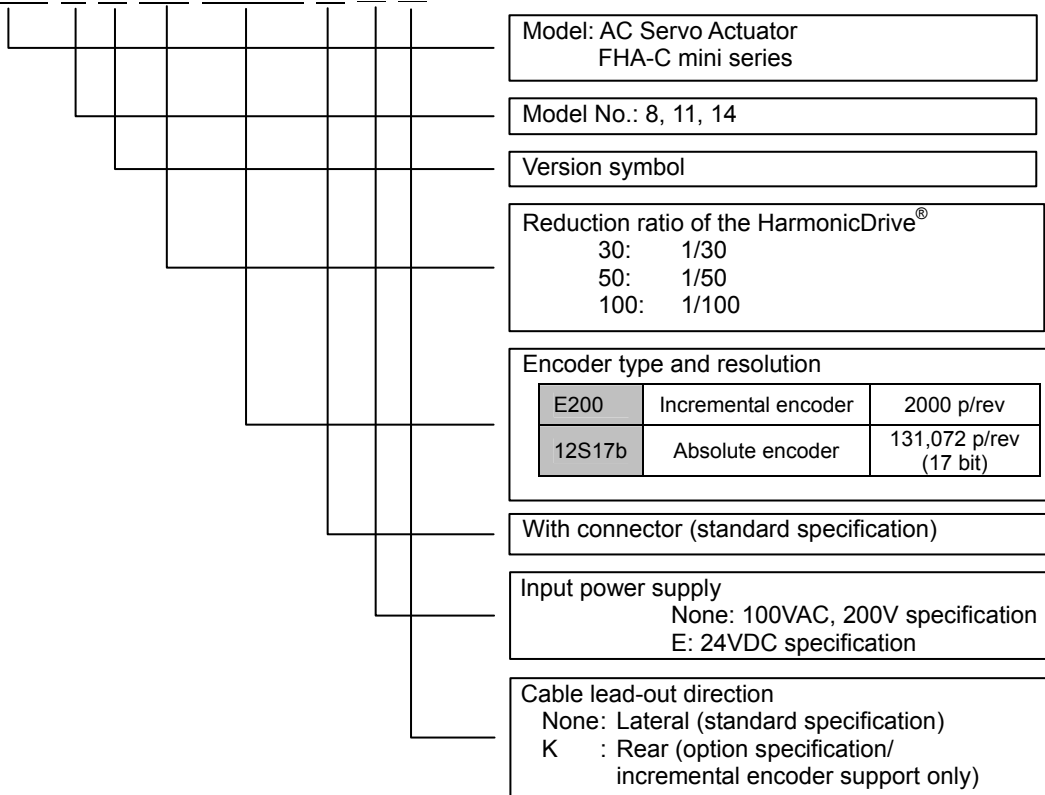 Model: AC Servo Actuator
FHA-C mini series
Model No.: 8, 11, 14
Version symbol
Reduction ratio of the HarmonicDrive®
30: 1/30
50: 1/50
100: 1/100
Encoder type and resolution
E200 Incremental encoder 2000 p/rev
12S17b Absolute encoder 131,072 p/rev
(17 bit)
With connector (standard specification)
Input power supply
None: 100VAC, 200V specification
E: 24VDC specification
Cable lead-out direction
None: Lateral (standard specification)
K : Rear (option specification/
incremental encoder support only)